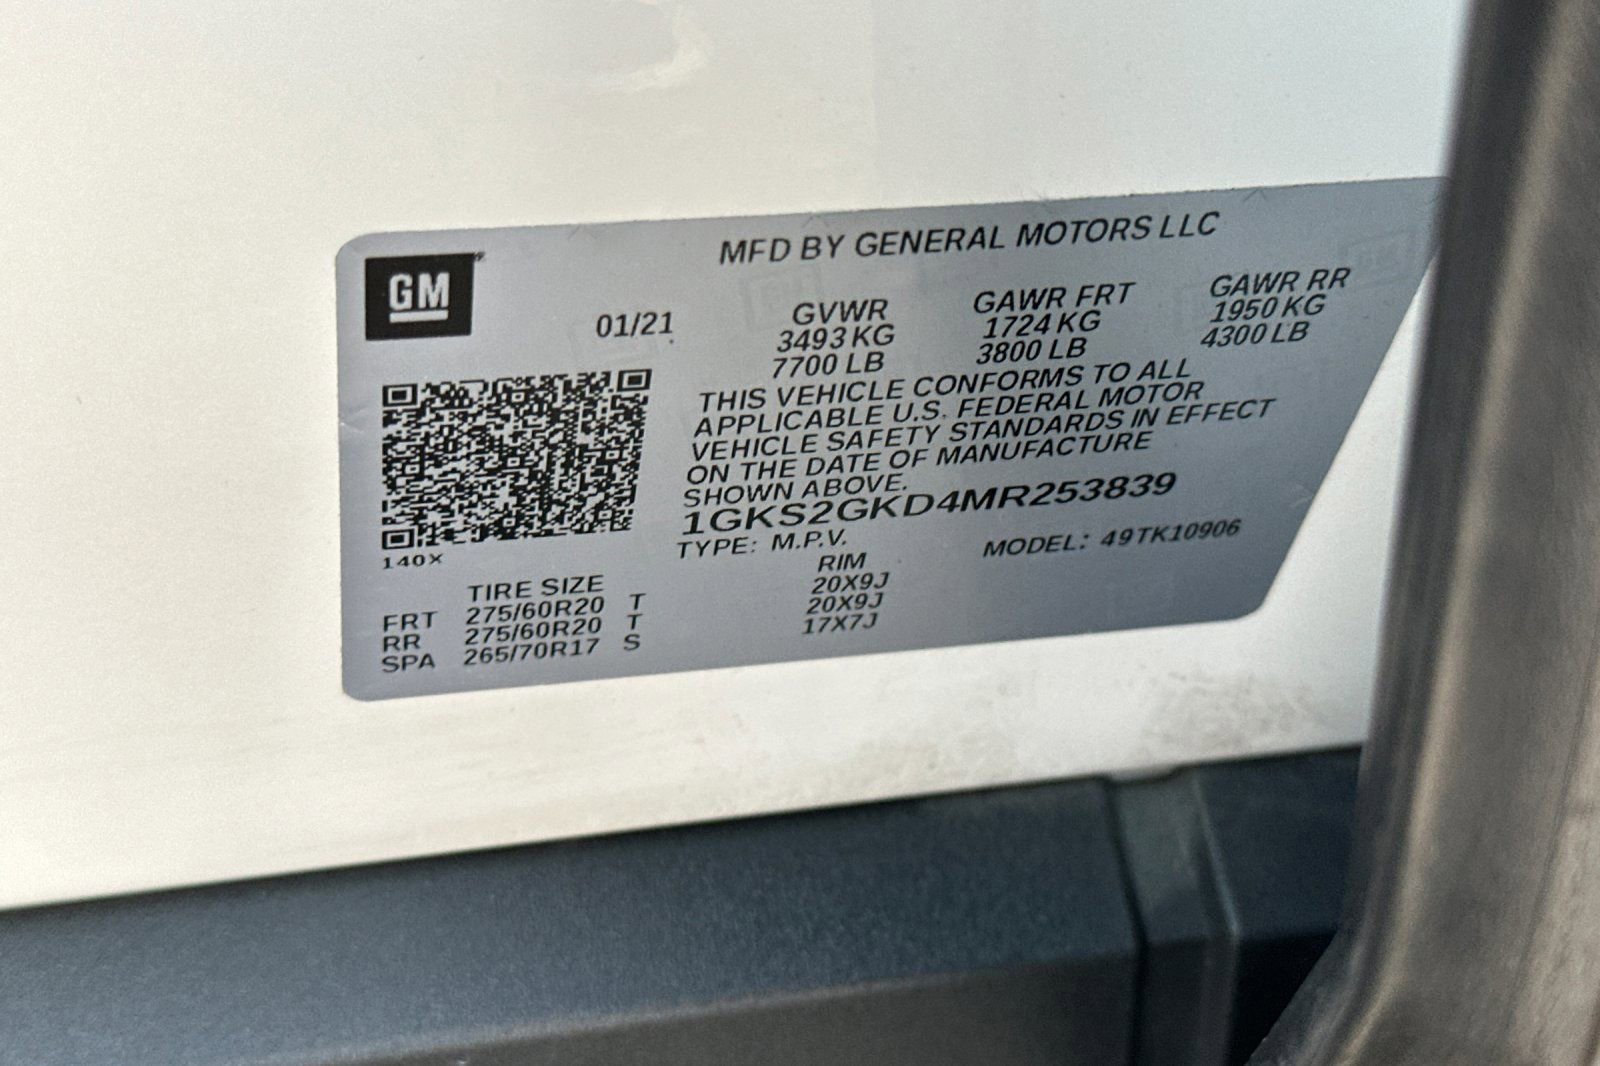 MFD BY GENERAL MOTORS LLC
GM
01/21
GVWR GAWR FRT GAWR RR
3493 KG 1724 KG 1950 KG
7700 LB 3800 LB 4300 LB
THIS VEHICLE CONFORMS TO ALL
APPLICABLE U.S. FEDERAL MOTOR
VEHICLE SAFETY STANDARDS IN EFFECT
ON THE DATE OF MANUFACTURE
SHOWN ABOVE.
1GKS2GKD4MR253839
TYPE: M.P.V. MODEL: 49TK10906
140X
TIRE SIZE RIM
FRT 275/60R20 T 20X9J
RR 275/60R20 T 20X9J
SPA 265/70R17 S 17X7J